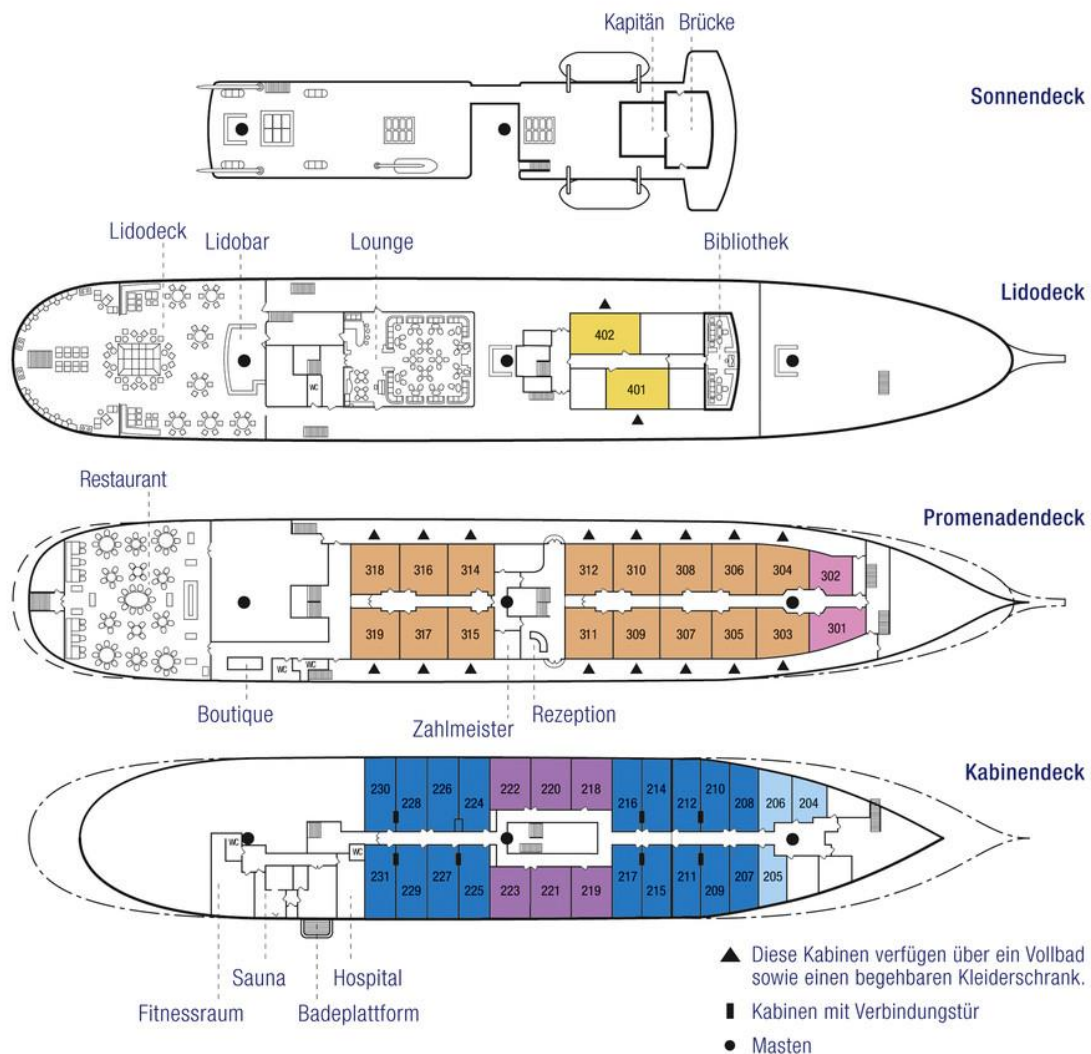 Kapitän Brücke
Sonnendeck
Lidodeck
Lidobar
Lounge
Bibliothek
Lidodeck
402
401
WC
Restaurant
Promenadendeck
318 316 314 312 310 308 306 304 302
319 317 315 311 309 307 305 303 301
WC WC
Boutique
Zahlmeister
Rezeption
Kabinendeck
230 228 226 224 222 220 218 216 214 212 210 208 206 204
WC
WC
231 229 227 225 223 221 219 217 215 211 209 207 205
Sauna
Hospital
Fitnessraum
Badeplattform
Diese Kabinen verfügen über ein Vollbad
sowie einen begehbaren Kleiderschrank.
Kabinen mit Verbindungstür
Masten